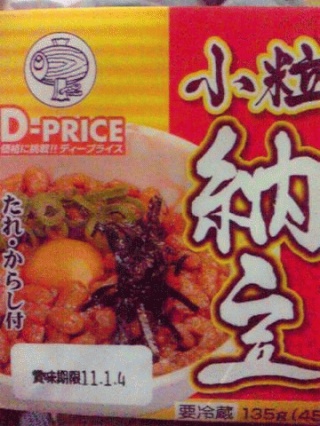 D-PRICE
価格に挑戦!! ディープライス
小粒
納豆
たれ・からし付
賞味期限11.1.4
要冷蔵 135g(45